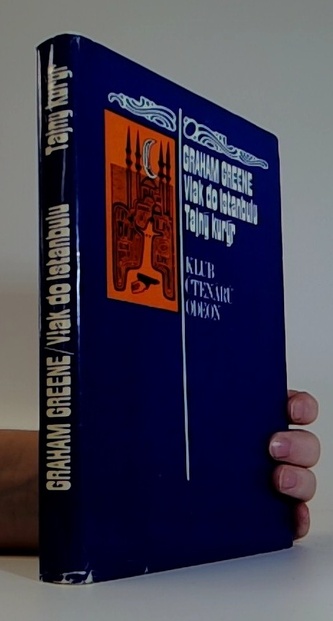 GRAHAM GREENE/Vlak do Istanbulu Tajný kurýr
GRAHAM GREENE
Vlak do Istanbulu
Tajný kurýr
KLUB
ČTENÁŘŮ
ODEON